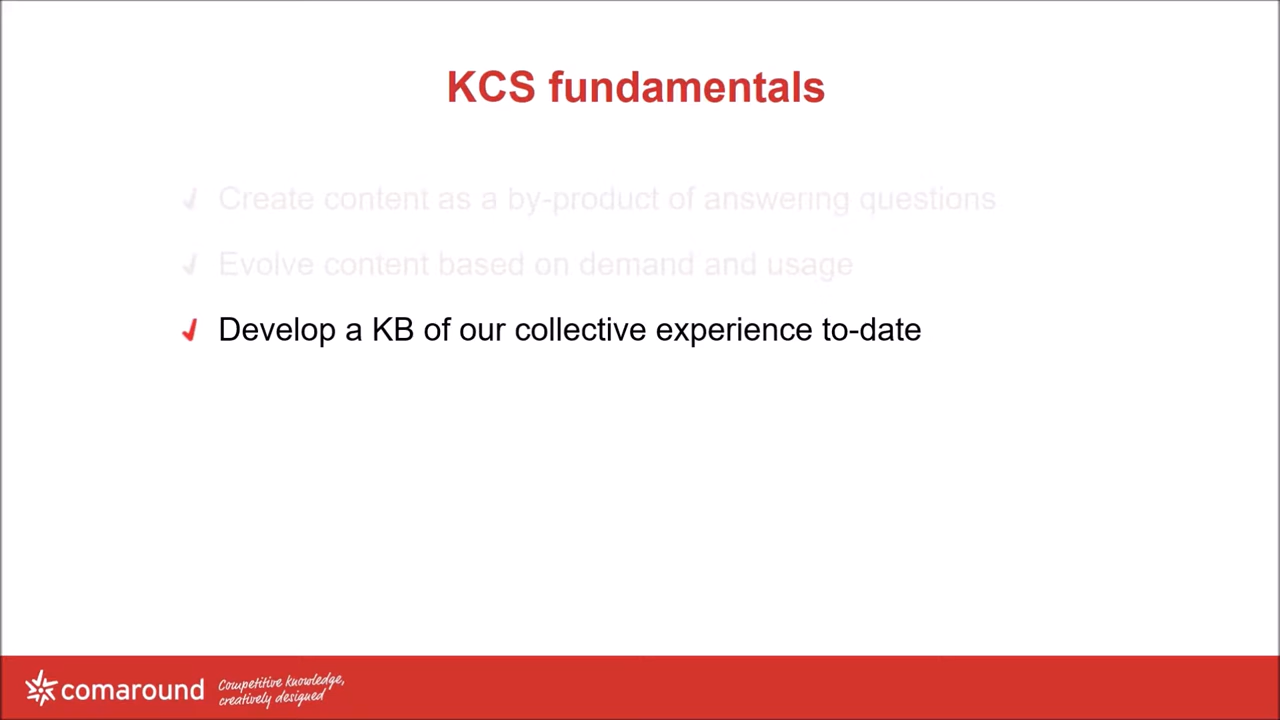 KCS fundamentals
Create content as a by-product of answering questions
Evolve content based on demand and usage
Develop a KB of our collective experience to-date
comaround
Competitive knowledge,
creatively designed